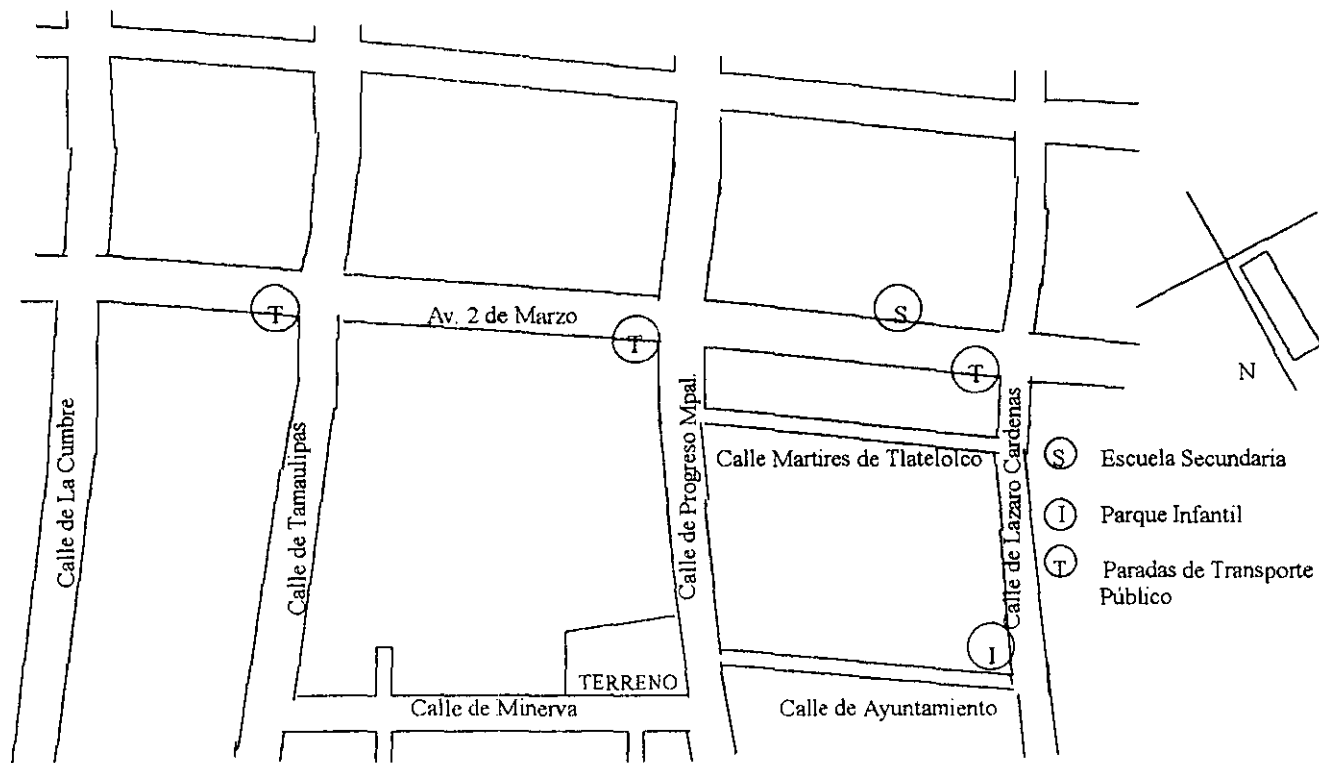 T
Av. 2 de Marzo
T
S
T
N
Calle de La Cumbre
Calle de Tamaulipas
Calle de Progreso Mpal.
Calle Martires de Tlatelolco
Calle de Lazaro Cardenas
S Escuela Secundaria
I Parque Infantil
T Paradas de Transporte
Público
I
TERRENO
Calle de Minerva
Calle de Ayuntamiento